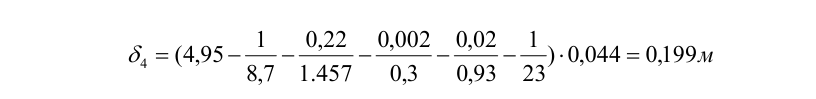 δ₄ = (4,95 − 1/8,7 − 0,22/1.457 − 0,002/0,3 − 0,02/0,93 − 1/23) · 0,044 = 0,199м